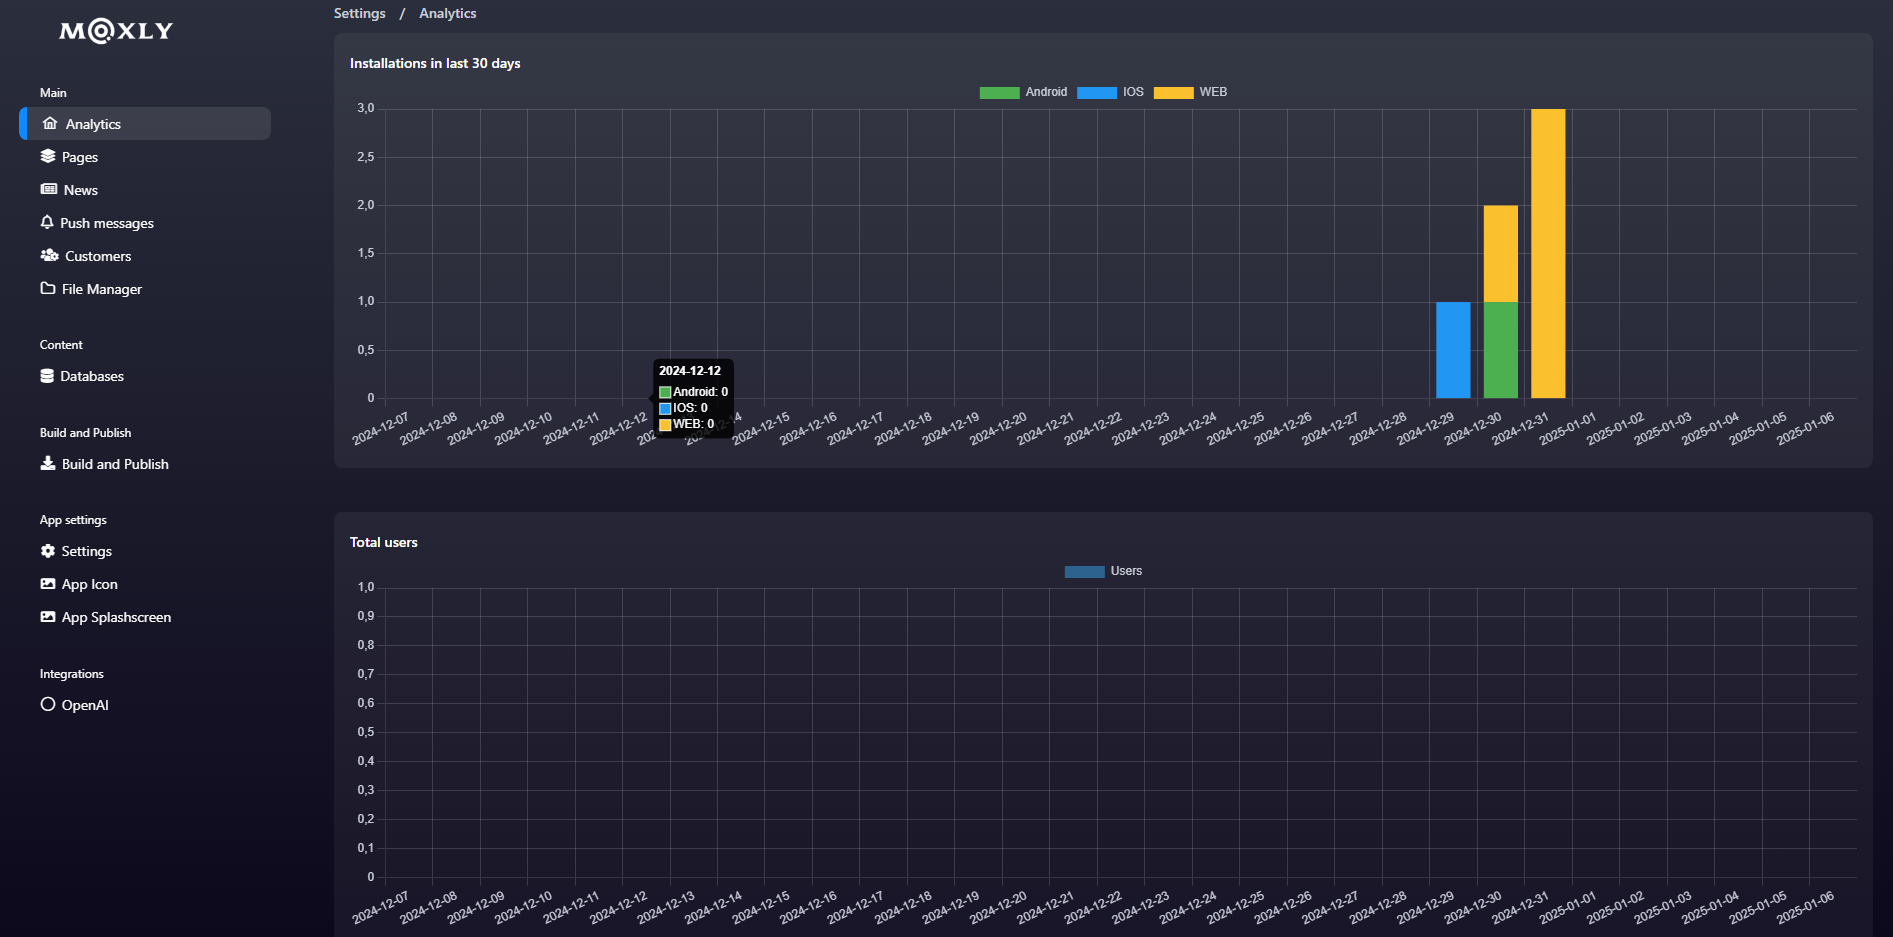 MOXLY
Main
Analytics
Pages
News
Push messages
Customers
File Manager
Content
Databases
Build and Publish
Build and Publish
App settings
Settings
App Icon
App Splashscreen
Integrations
OpenAI
Settings / Analytics
Installations in last 30 days
Android IOS WEB
3,0
2,5
2,0
1,5
1,0
0,5
0
2024-12-12
Android: 0
IOS: 0
WEB: 0
2024-12-07 2024-12-08 2024-12-09 2024-12-10 2024-12-11 2024-12-12 2024-12-15 2024-12-16 2024-12-17 2024-12-18 2024-12-19 2024-12-20 2024-12-21 2024-12-22 2024-12-23 2024-12-24 2024-12-25 2024-12-26 2024-12-27 2024-12-28 2024-12-29 2024-12-30 2024-12-31 2025-01-01 2025-01-02 2025-01-03 2025-01-04 2025-01-05 2025-01-06
Total users
Users
1,0
0,9
0,8
0,7
0,6
0,5
0,4
0,3
0,2
0,1
0
2024-12-07 2024-12-08 2024-12-09 2024-12-10 2024-12-11 2024-12-12 2024-12-13 2024-12-14 2024-12-15 2024-12-16 2024-12-17 2024-12-18 2024-12-19 2024-12-20 2024-12-21 2024-12-22 2024-12-23 2024-12-24 2024-12-25 2024-12-26 2024-12-27 2024-12-28 2024-12-29 2024-12-30 2024-12-31 2025-01-01 2025-01-02 2025-01-03 2025-01-04 2025-01-05 2025-01-06